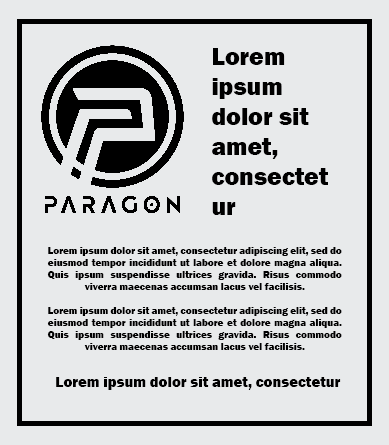 PARAGON
Lorem
ipsum
dolor sit
amet,
consectet
ur
Lorem ipsum dolor sit amet, consectetur adipiscing elit, sed do
eiusmod tempor incididunt ut labore et dolore magna aliqua.
Quis ipsum suspendisse ultrices gravida. Risus commodo
viverra maecenas accumsan lacus vel facilisis.
Lorem ipsum dolor sit amet, consectetur adipiscing elit, sed do
eiusmod tempor incididunt ut labore et dolore magna aliqua.
Quis ipsum suspendisse ultrices gravida. Risus commodo
viverra maecenas accumsan lacus vel facilisis.
Lorem ipsum dolor sit amet, consectetur